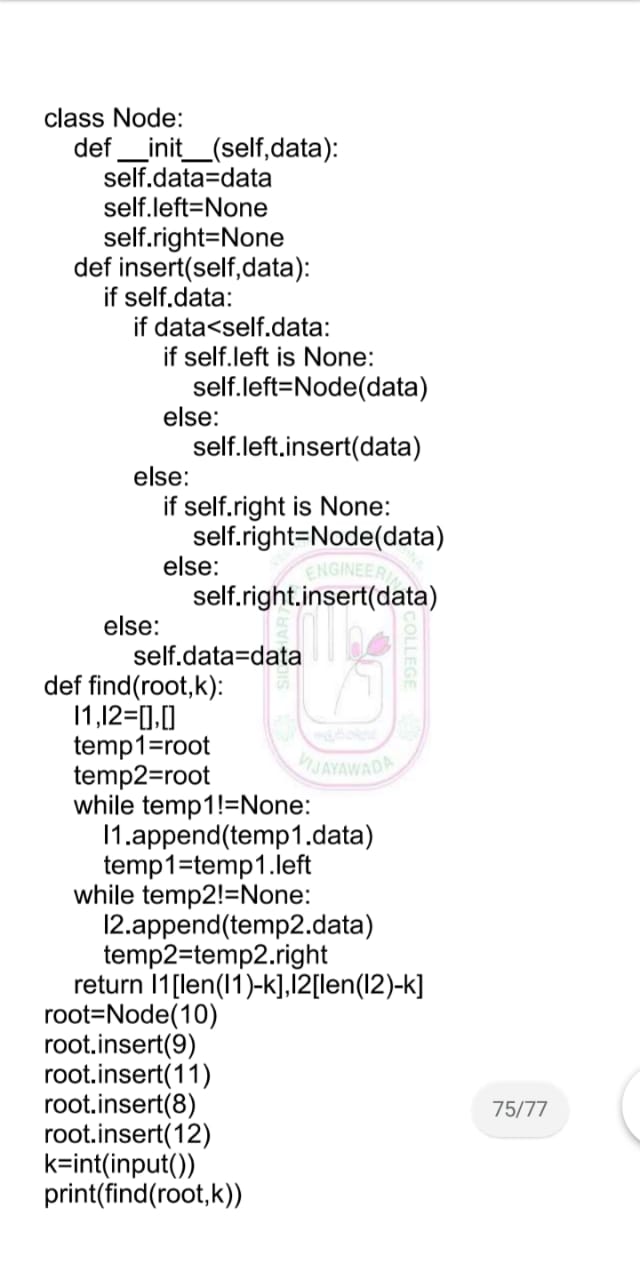 class Node:
    def __init__(self,data):
        self.data=data
        self.left=None
        self.right=None
    def insert(self,data):
        if self.data:
            if data<self.data:
                if self.left is None:
                    self.left=Node(data)
                else:
                    self.left.insert(data)
            else:
                if self.right is None:
                    self.right=Node(data)
                else:
                    self.right.insert(data)
        else:
            self.data=data
def find(root,k):
    l1,l2=[],[]
    temp1=root
    temp2=root
    while temp1!=None:
        l1.append(temp1.data)
        temp1=temp1.left
    while temp2!=None:
        l2.append(temp2.data)
        temp2=temp2.right
    return l1[len(l1)-k],l2[len(l2)-k]
root=Node(10)
root.insert(9)
root.insert(11)
root.insert(8)
root.insert(12)
k=int(input())
print(find(root,k))
75/77
ENGINEERING
COLLEGE
VIJAYAWADA